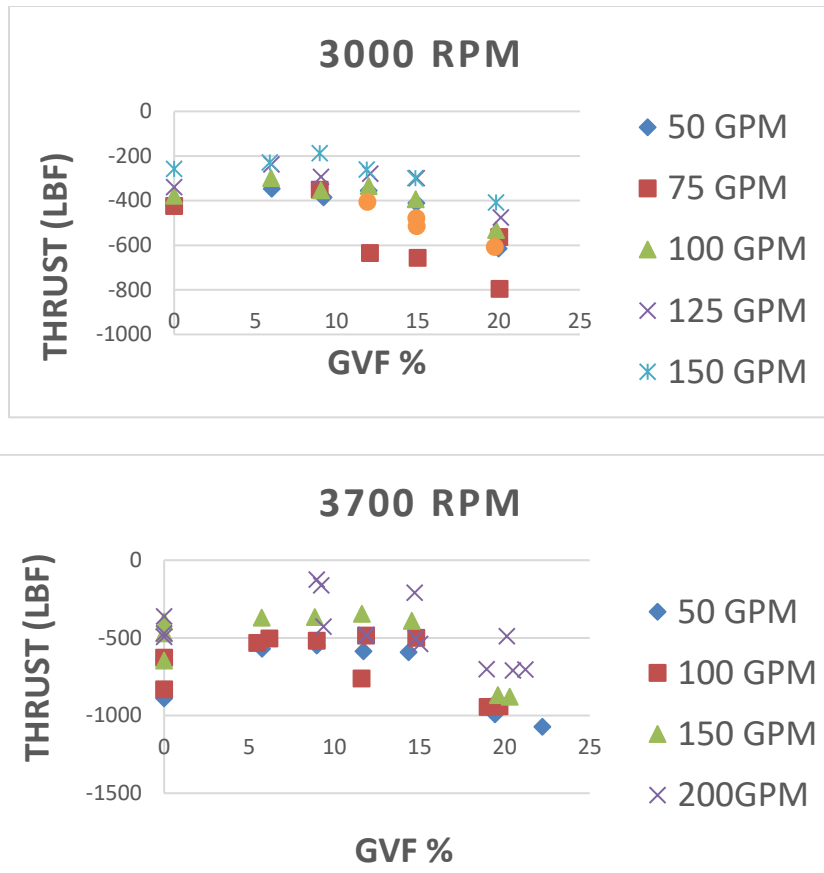 3000 RPM
THRUST (LBF)
0
-200
-400
-600
-800
-1000
0 5 10 15 20 25
GVF %
50 GPM
75 GPM
100 GPM
125 GPM
150 GPM
3700 RPM
THRUST (LBF)
0
-500
-1000
-1500
0 5 10 15 20 25
GVF %
50 GPM
100 GPM
150 GPM
200GPM